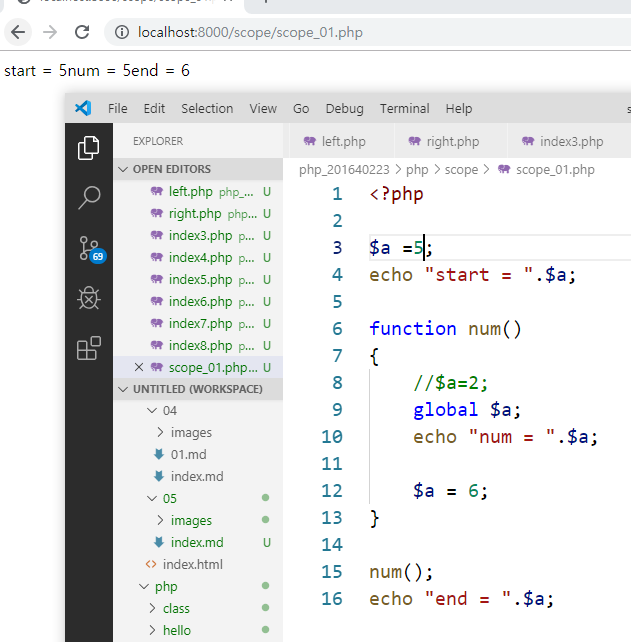 localhost:8000/scope/scope_01.php
start = 5num = 5end = 6
File Edit Selection View Go Debug Terminal Help
EXPLORER
left.php right.php index3.php
OPEN EDITORS
php_201640223 > php > scope > scope_01.php
left.php php_... U
right.php php... U
index3.php p... U
index4.php p... U
index5.php p... U
index6.php p... U
index7.php p... U
index8.php p... U
scope_01.php... U
UNTITLED (WORKSPACE)
04
images
01.md
index.md
05
images
index.md U
index.html
php
class
hello
69
1 <?php
2
3 $a =5;
4 echo "start = ".$a;
5
6 function num()
7 {
8 //$a=2;
9 global $a;
10 echo "num = ".$a;
11
12 $a = 6;
13 }
14
15 num();
16 echo "end = ".$a;